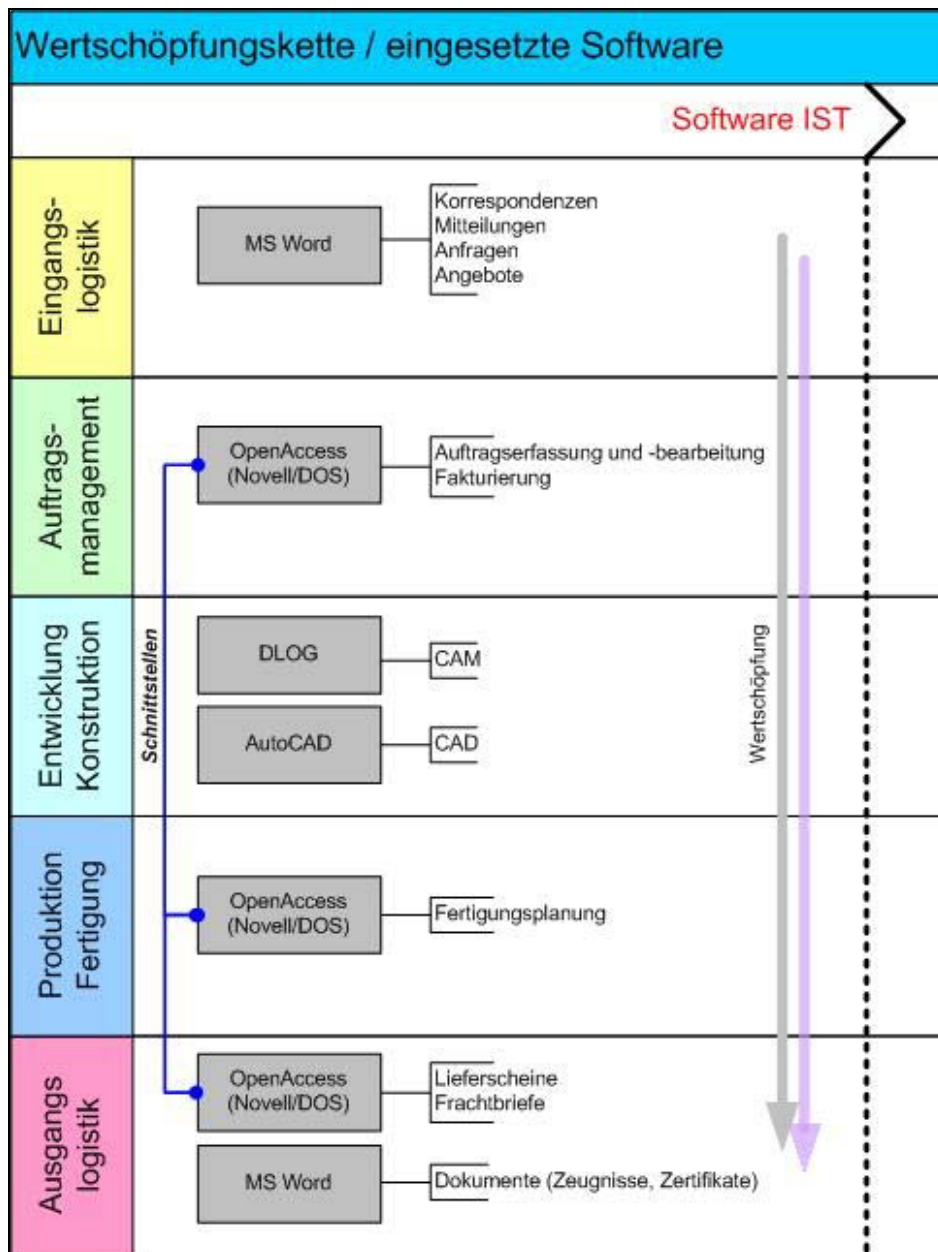 Wertschöpfungskette / eingesetzte Software
Software IST
Eingangs-
logistik
MS Word
Korrespondenzen
Mitteilungen
Anfragen
Angebote
Auftrags-
management
OpenAccess
(Novell/DOS)
Auftragserfassung und -bearbeitung
Fakturierung
Schnittstellen
Entwicklung
Konstruktion
DLOG
CAM
AutoCAD
CAD
Wertschöpfung
Produktion
Fertigung
OpenAccess
(Novell/DOS)
Fertigungsplanung
Ausgangs
logistik
OpenAccess
(Novell/DOS)
Lieferscheine
Frachtbriefe
MS Word
Dokumente (Zeugnisse, Zertifikate)